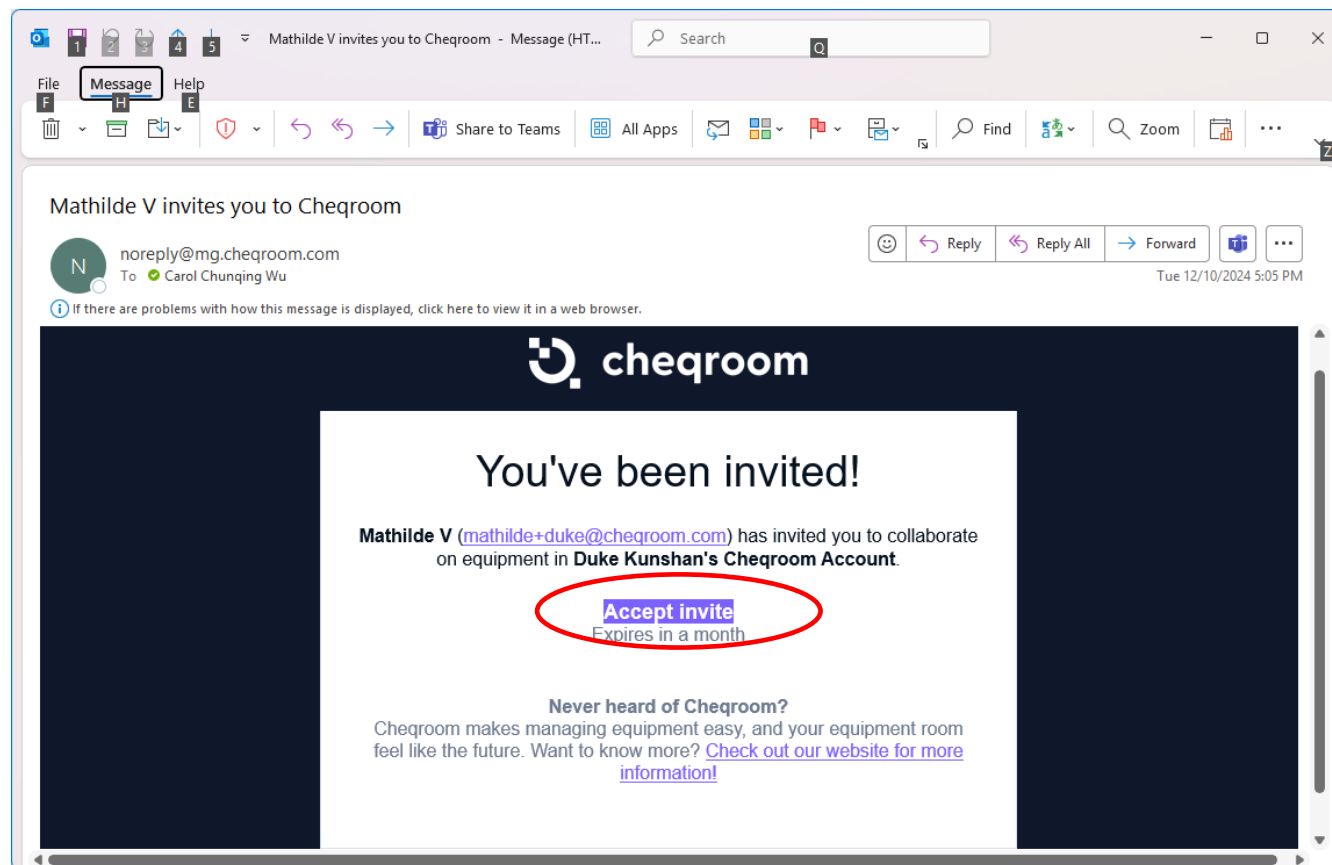 1 2 3 4 5 Mathilde V invites you to Cheqroom - Message (HT... Search Q
File Message Help
F H E
Share to Teams All Apps Find あ Zoom ...
Z
Mathilde V invites you to Cheqroom
N noreply@mg.cheqroom.com Reply Reply All Forward ...
To Carol Chunqing Wu Tue 12/10/2024 5:05 PM
If there are problems with how this message is displayed, click here to view it in a web browser.
cheqroom
You've been invited!
Mathilde V (mathilde+duke@cheqroom.com) has invited you to collaborate
on equipment in Duke Kunshan's Cheqroom Account.
Accept invite
Expires in a month
Never heard of Cheqroom?
Cheqroom makes managing equipment easy, and your equipment room
feel like the future. Want to know more? Check out our website for more
information!